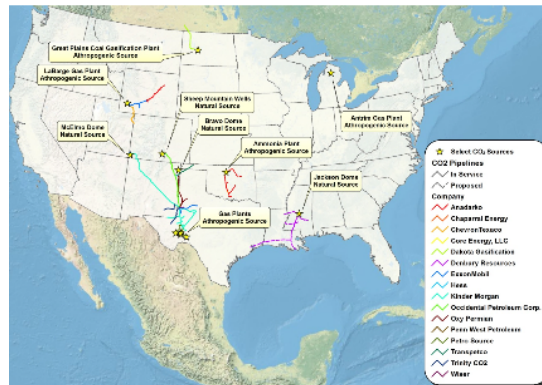 Great Plains Coal Gasification Plant
Athropogenic Source
LaBarge Gas Plant
Athropogenic Source
Sheep Mountain Wells
Natural Source
McElmo Dome
Natural Source
Bravo Dome
Natural Source
Ammonia Plant
Athropogenic Source
Antrim Gas Plant
Athropogenic Source
Jackson Dome
Natural Source
Gas Plants
Athropogenic Source
Select CO₂ Sources
CO2 Pipelines
In Service
Proposed
Company
Anadarko
Chaparral Energy
ChevronTexaco
Core Energy, LLC
Dakota Gasification
Denbury Resources
ExxonMobil
Hess
Kinder Morgan
Occidental Petroleum Corp.
Oxy Permian
Penn West Petroleum
Petro Source
Transpetco
Trinity CO2
Wiser